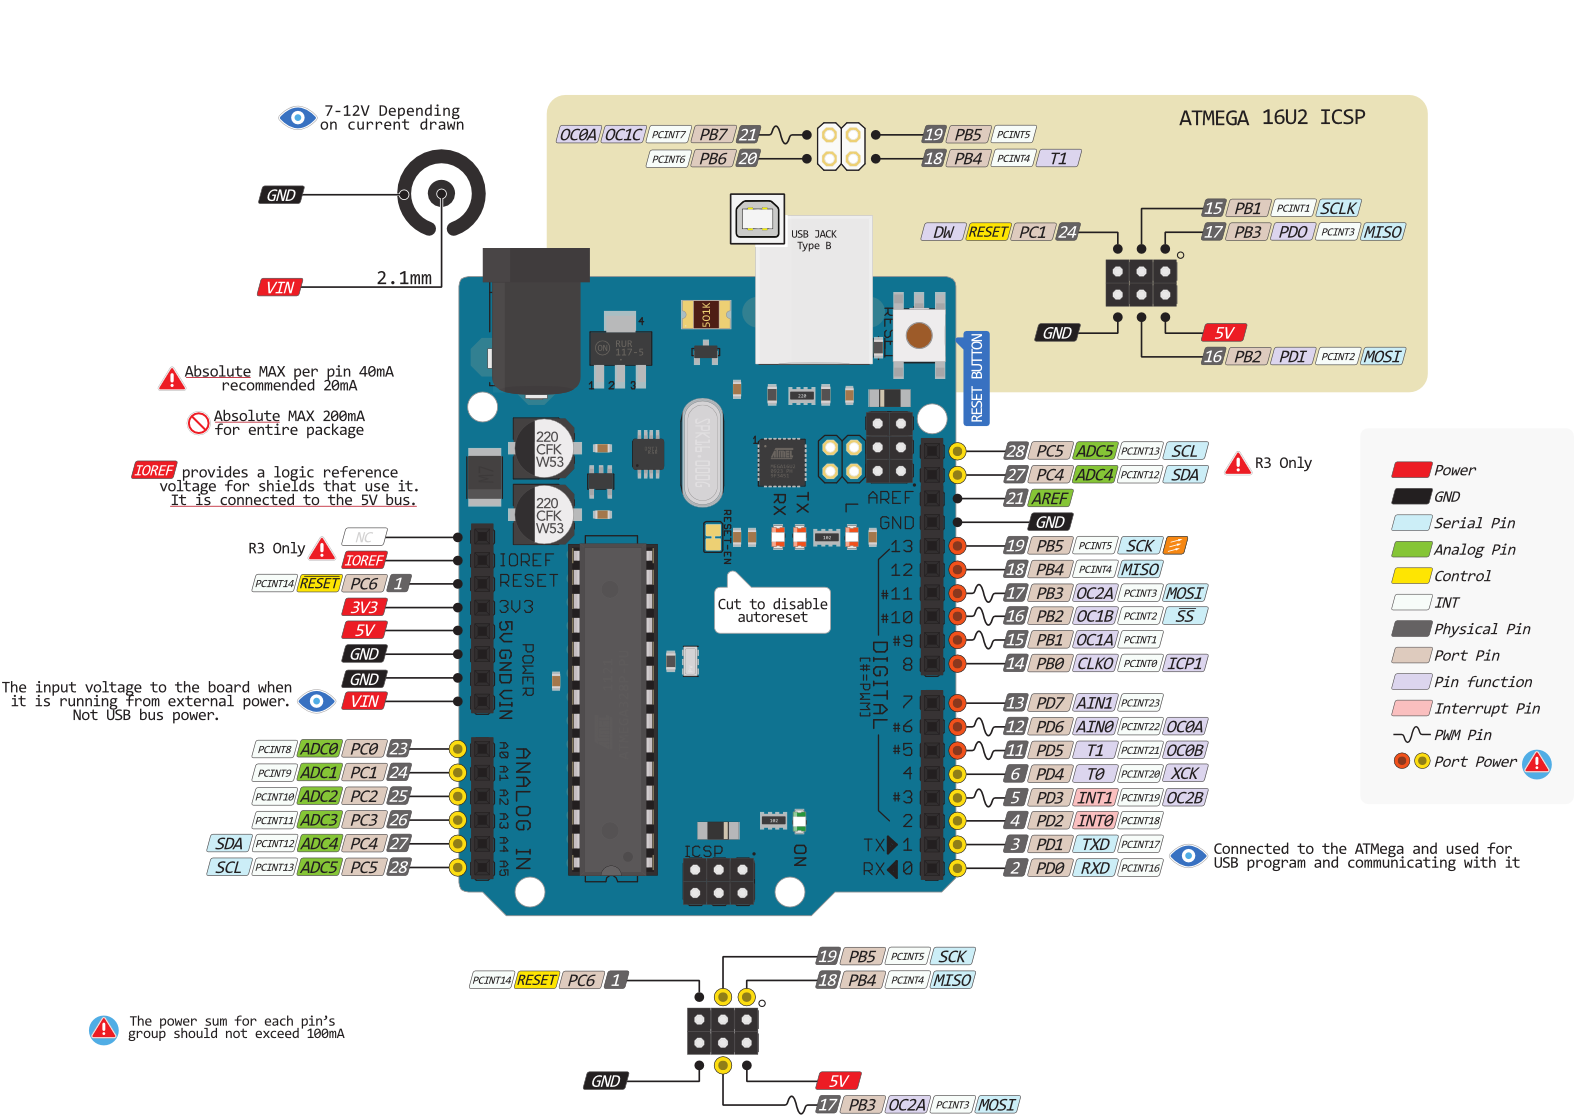 ATMEGA 16U2 ICSP
7-12V Depending
on current drawn
GND
VIN
2.1mm
OC0A OC1C PCINT7 PB7 21
PCINT6 PB6 20
19 PB5 PCINT5
18 PB4 PCINT4 T1
USB JACK
Type B
DW RESET PC1 24
15 PB1 PCINT1 SCLK
17 PB3 PDO PCINT3 MISO
GND
5V
16 PB2 PDI PCINT2 MOSI
RESET
RESET BUTTON
Absolute MAX per pin 40mA
recommended 20mA
Absolute MAX 200mA
for entire package
IOREF provides a logic reference
voltage for shields that use it.
It is connected to the 5V bus.
4
ON RUR
117-5
1 2 3
501K
220
220
CFK
W53
220
CFK
W53
1
ATMEL
RX
TX
L
102
RESET-EN
Cut to disable
autoreset
NC
R3 Only
IOREF
PCINT14 RESET PC6 1
3V3
5V
GND
GND
VIN
The input voltage to the board when
it is running from external power.
Not USB bus power.
PCINT8 ADC0 PC0 23
PCINT9 ADC1 PC1 24
PCINT10 ADC2 PC2 25
PCINT11 ADC3 PC3 26
SDA PCINT12 ADC4 PC4 27
SCL PCINT13 ADC5 PC5 28
IOREF
RESET
3V3
5V
GND
VIN
POWER
A0
A1
A2
A3
A4
A5
ANALOG IN
ICSP
102
ON
AREF
GND
13
12
#11
#10
#9
8
7
#6
#5
4
#3
2
TX 1
RX 0
DIGITAL
[#=PWM]
28 PC5 ADC5 PCINT13 SCL
27 PC4 ADC4 PCINT12 SDA
R3 Only
21 AREF
GND
19 PB5 PCINT5 SCK
18 PB4 PCINT4 MISO
17 PB3 OC2A PCINT3 MOSI
16 PB2 OC1B PCINT2 SS
15 PB1 OC1A PCINT1
14 PB0 CLKO PCINT0 ICP1
13 PD7 AIN1 PCINT23
12 PD6 AIN0 PCINT22 OC0A
11 PD5 T1 PCINT21 OC0B
6 PD4 T0 PCINT20 XCK
5 PD3 INT1 PCINT19 OC2B
4 PD2 INT0 PCINT18
3 PD1 TXD PCINT17
2 PD0 RXD PCINT16
Connected to the ATMega and used for
USB program and communicating with it
Power
GND
Serial Pin
Analog Pin
Control
INT
Physical Pin
Port Pin
Pin function
Interrupt Pin
PWM Pin
Port Power
The power sum for each pin's
group should not exceed 100mA
PCINT14 RESET PC6 1
19 PB5 PCINT5 SCK
18 PB4 PCINT4 MISO
GND
5V
17 PB3 OC2A PCINT3 MOSI